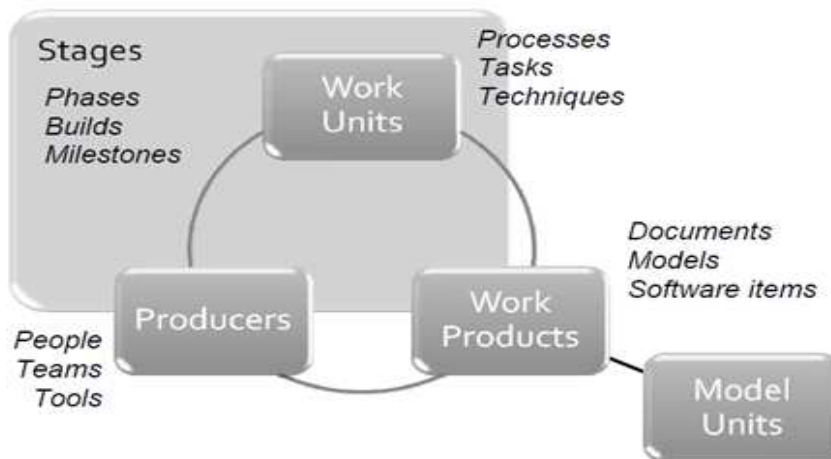 Stages
Phases
Builds
Milestones
Work
Units
Processes
Tasks
Techniques
Producers
People
Teams
Tools
Work
Products
Documents
Models
Software items
Model
Units